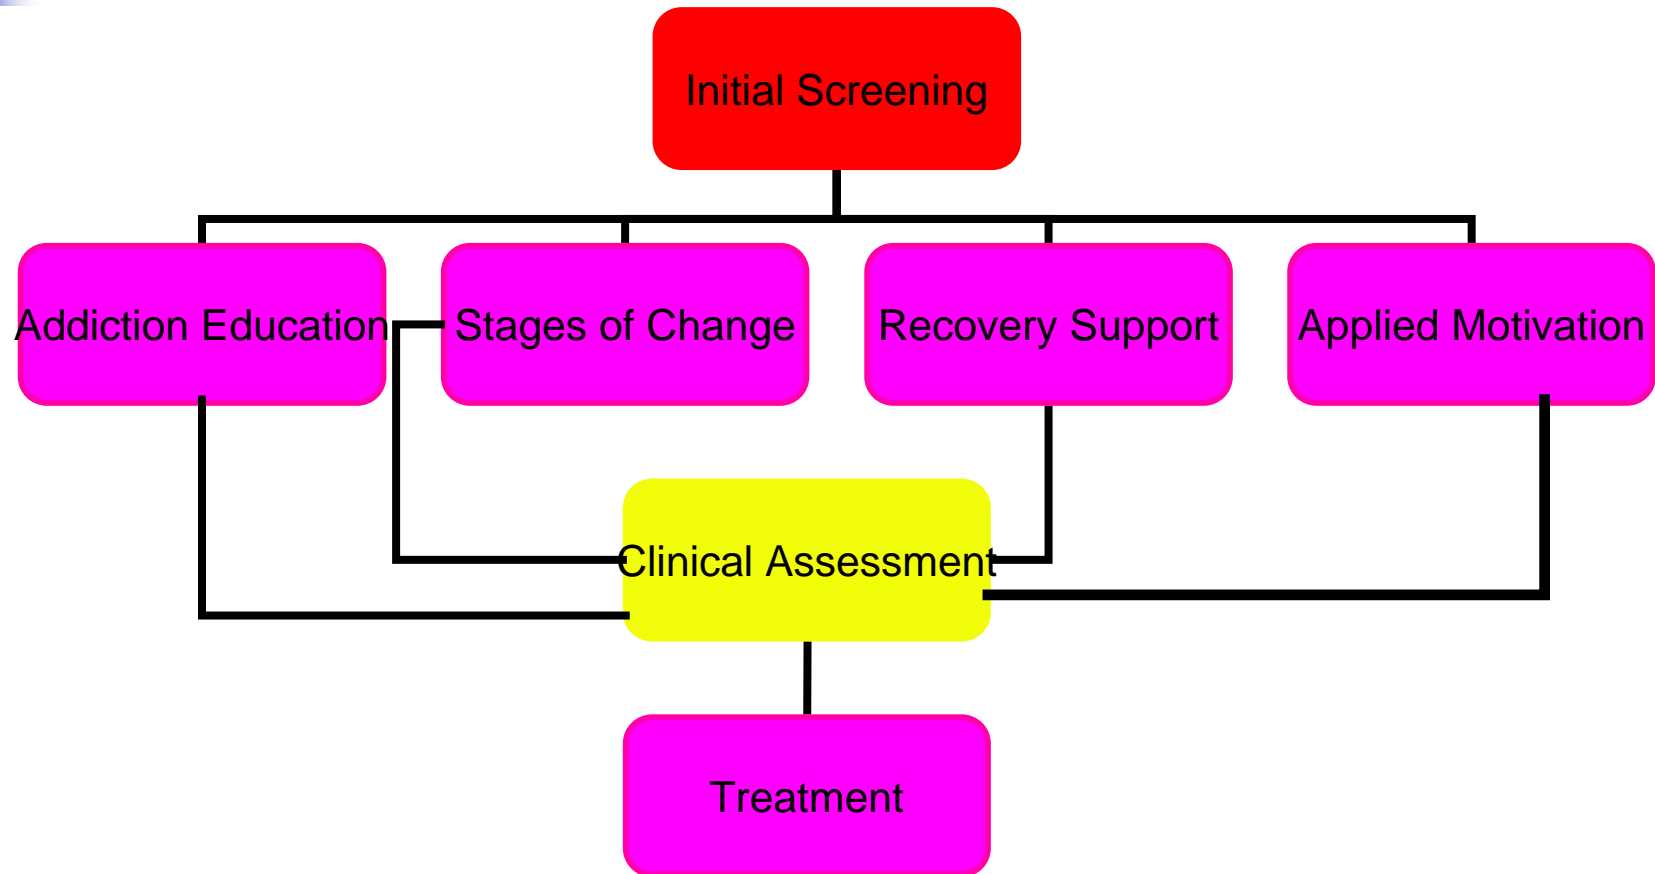 Initial Screening
Addiction Education
Stages of Change
Recovery Support
Applied Motivation
Clinical Assessment
Treatment